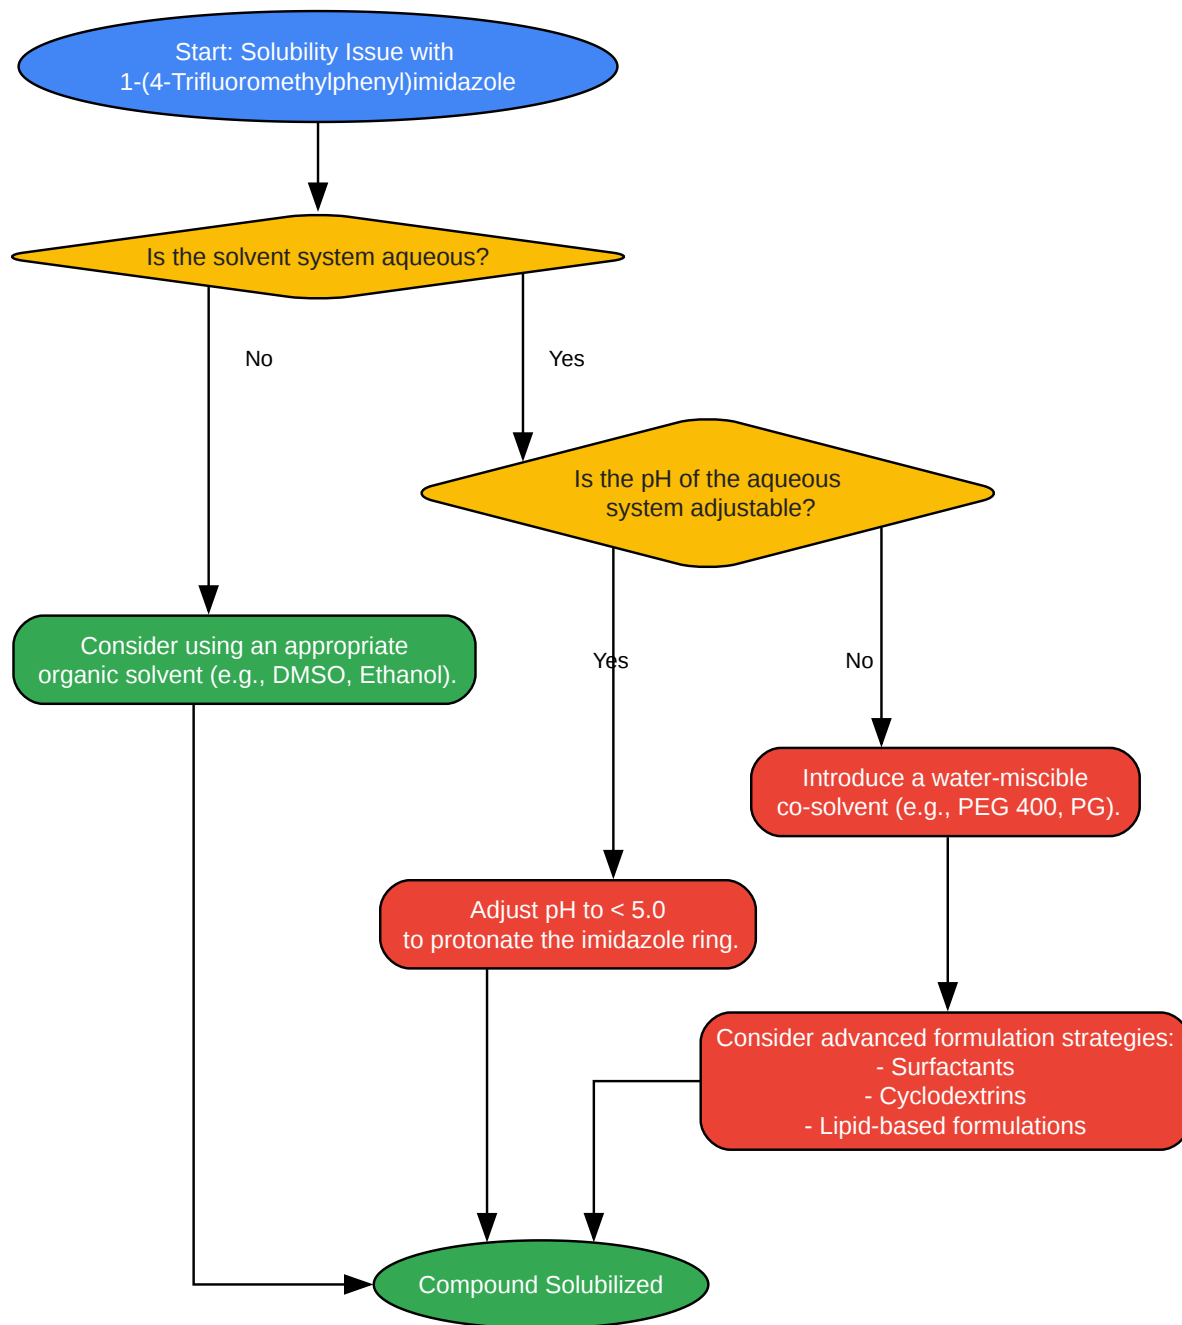 Start: Solubility Issue with
1-(4-Trifluoromethylphenyl)imidazole
Is the solvent system aqueous?
No
Yes
Is the pH of the aqueous
system adjustable?
Consider using an appropriate
organic solvent (e.g., DMSO, Ethanol).
Yes
No
Introduce a water-miscible
co-solvent (e.g., PEG 400, PG).
Adjust pH to < 5.0
to protonate the imidazole ring.
Consider advanced formulation strategies:
- Surfactants
- Cyclodextrins
- Lipid-based formulations
Compound Solubilized